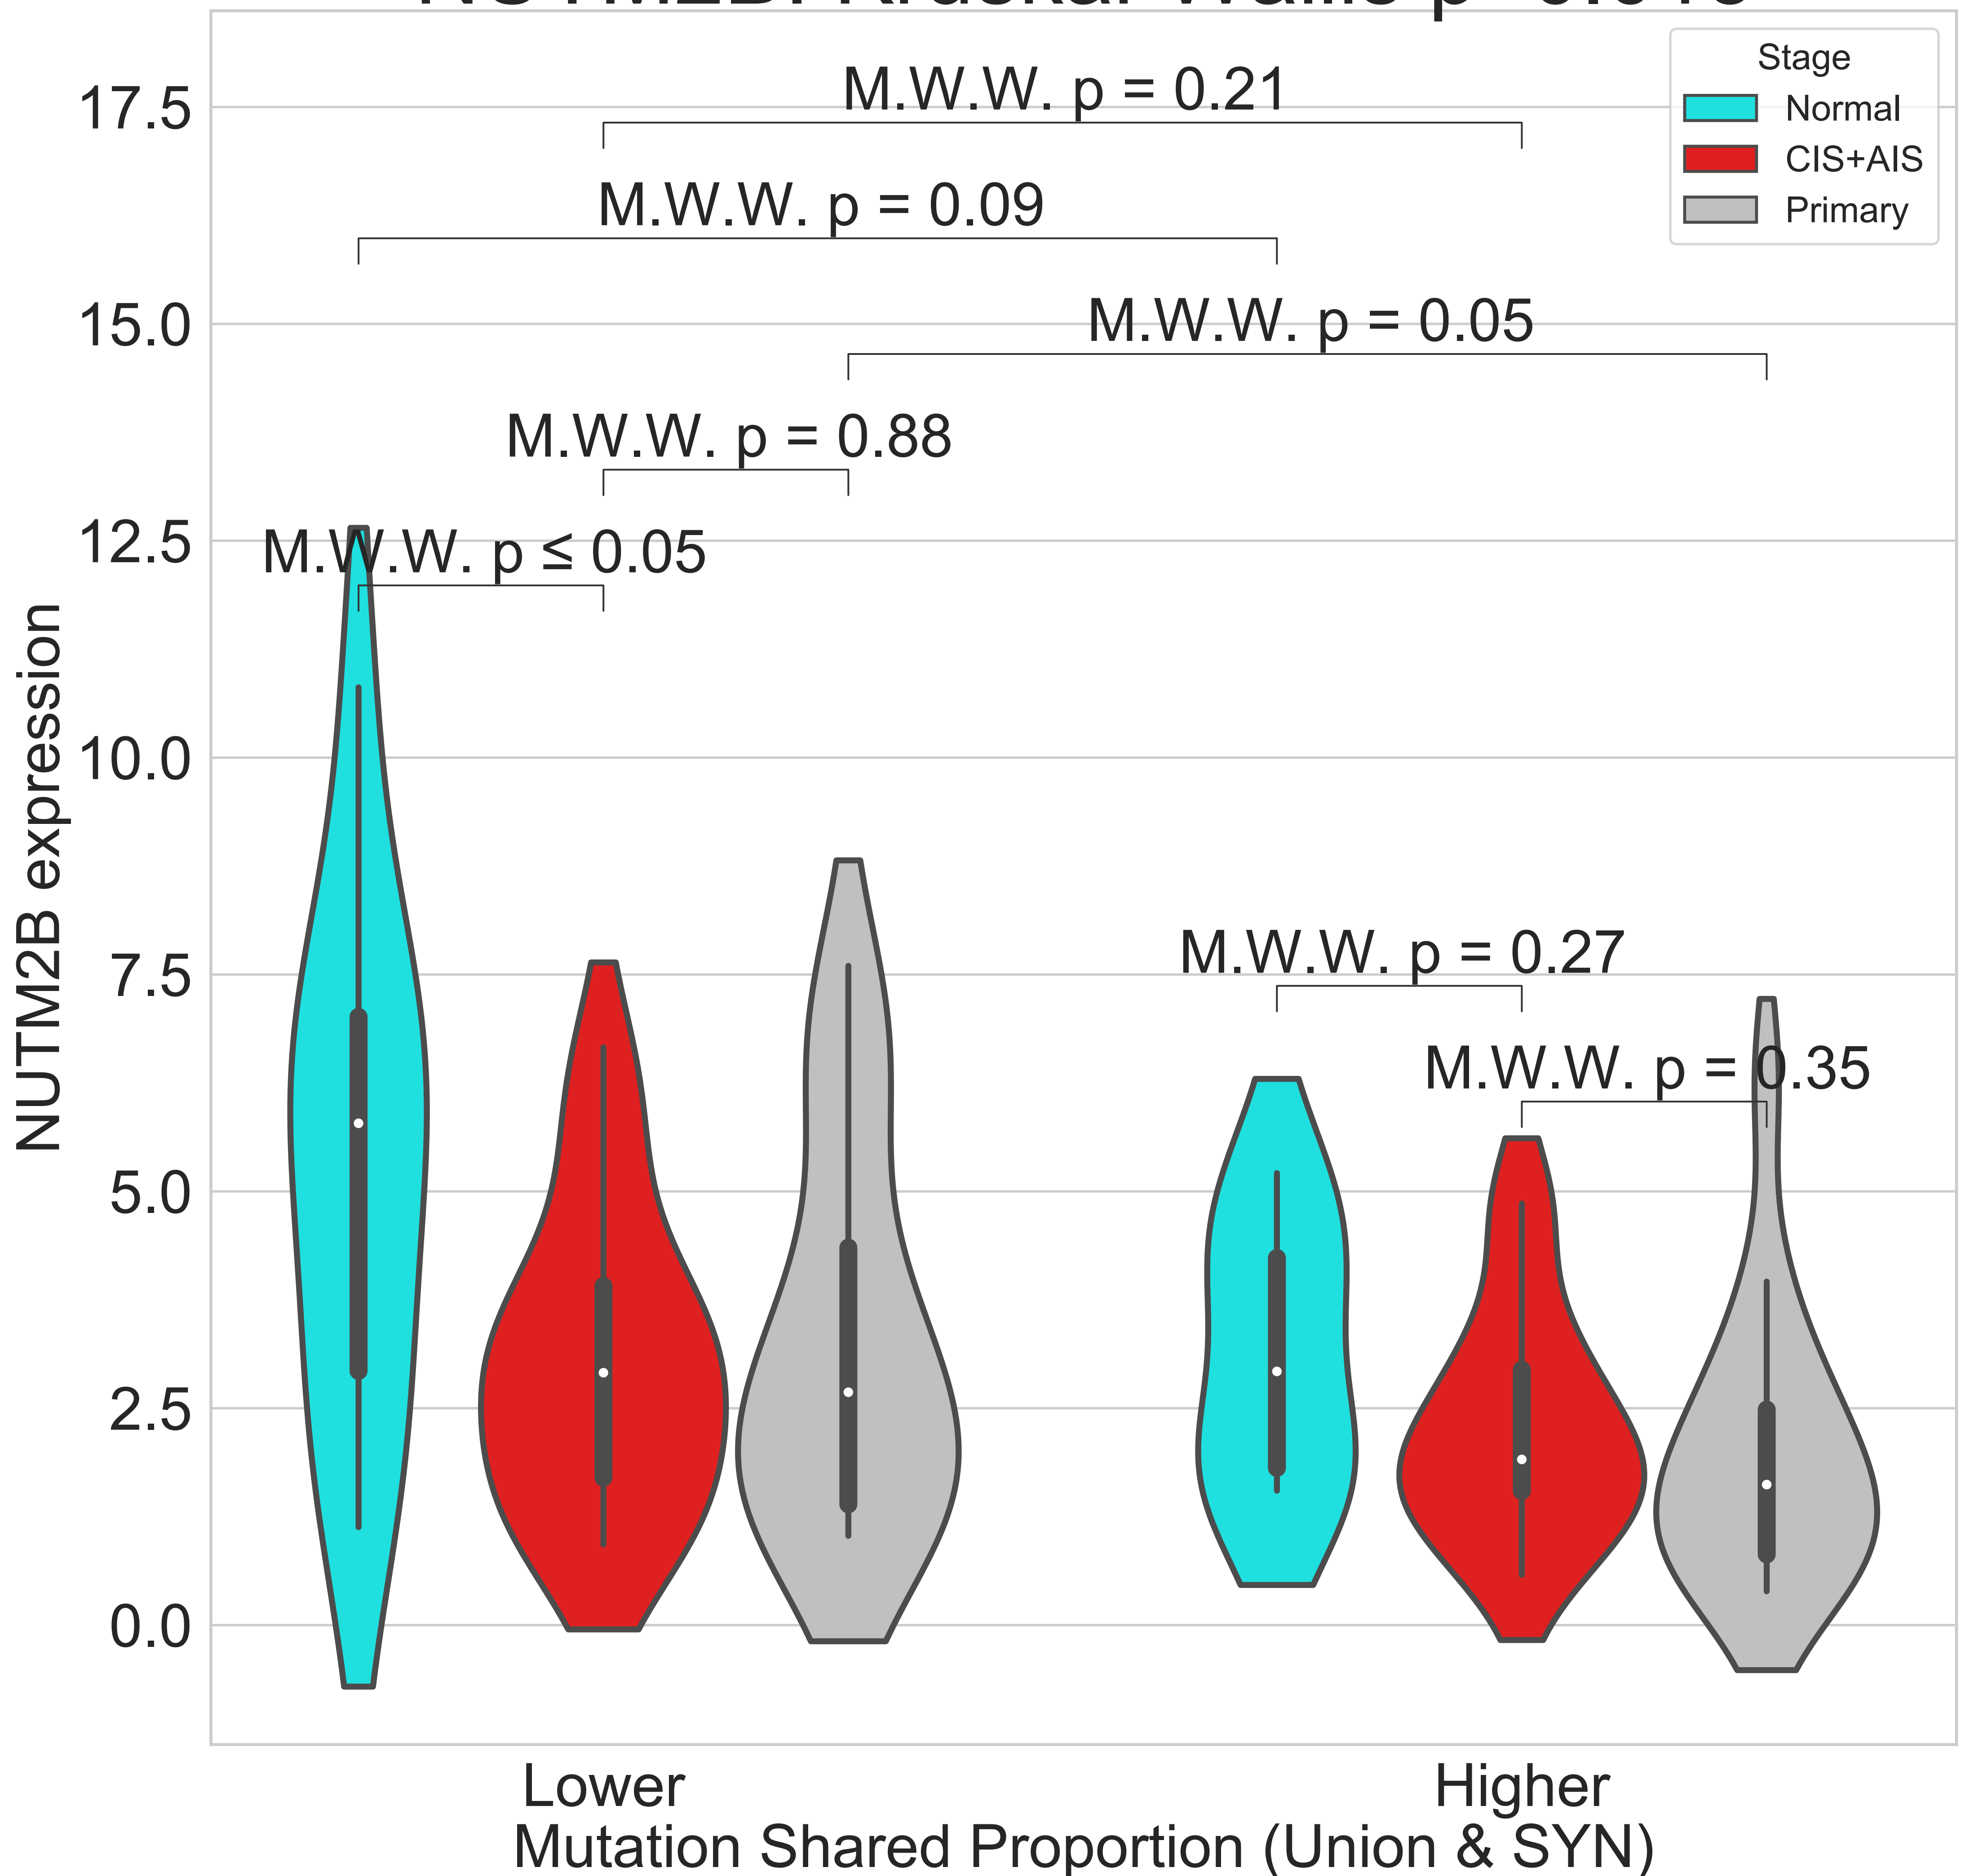 M.W.W. p = 0.21
M.W.W. p = 0.09
M.W.W. p = 0.05
M.W.W. p = 0.88
M.W.W. p ≤ 0.05
M.W.W. p = 0.27
M.W.W. p = 0.35
Stage
Normal
CIS+AIS
Primary
17.5
15.0
12.5
10.0
7.5
5.0
2.5
0.0
NUTM2B expression
Lower
Higher
Mutation Shared Proportion (Union & SYN)